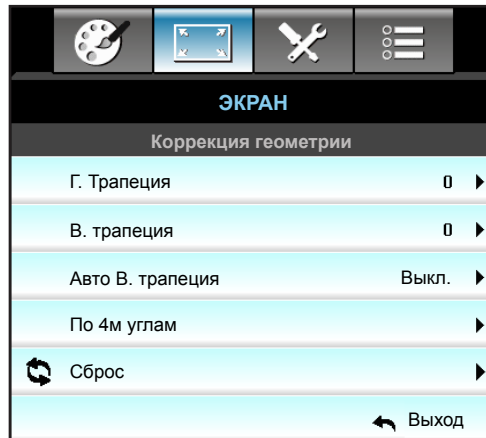 ЭКРАН
Коррекция геометрии
Г. Трапеция 0
В. трапеция 0
Авто В. трапеция Выкл.
По 4м углам
Сброс
Выход